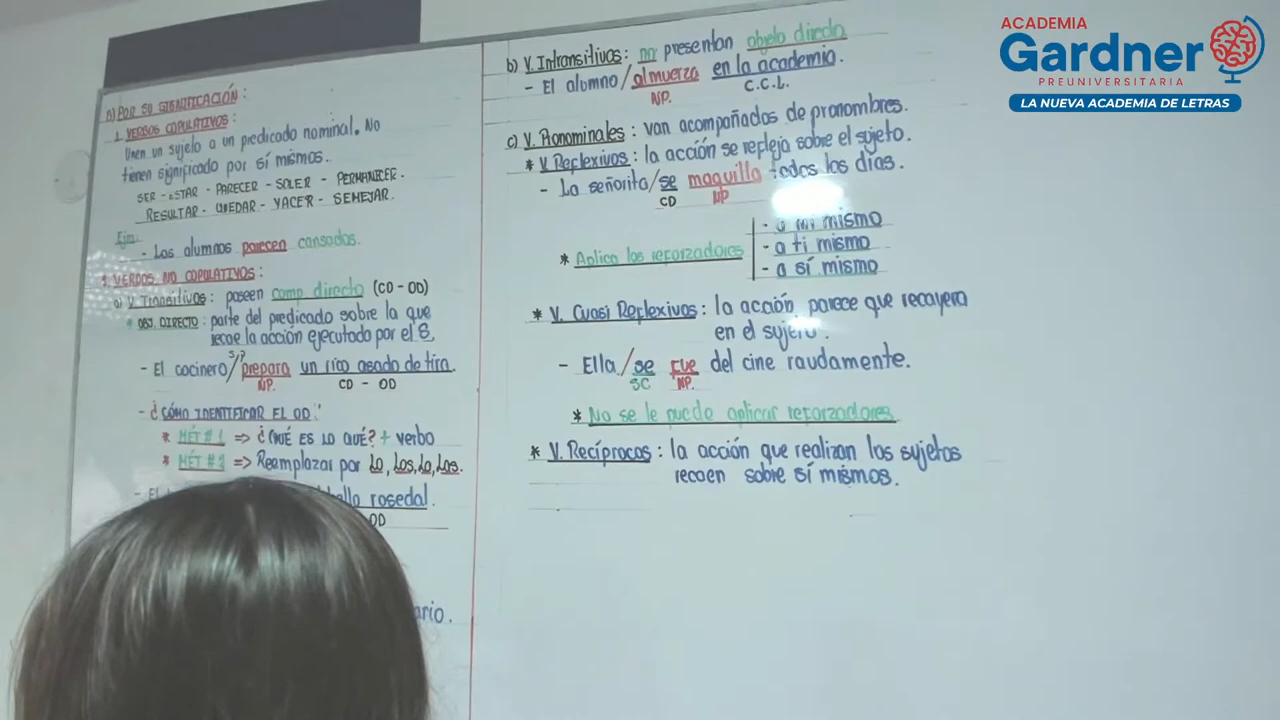 A) POR SU SIGNIFICACIÓN:
1. VERBOS COPULATIVOS:
Unen un sujeto a un predicado nominal. No
tienen significado por sí mismos.
SER - ESTAR - PARECER - SOLER - PERMANECER.
RESULTAR - QUEDAR - YACER - SEMEJAR.
Ejm:
- Los alumnos parecen cansados.
VERBOS NO COPULATIVOS:
a) V. Transitivos: poseen comp. directo (CD - OD)
* OBJ. DIRECTO: parte del predicado sobre la que
recae la acción ejecutada por el S.
S/P
- El cocinero/prepara un rico asado de tira.
NP. CD - OD
- ¿CÓMO IDENTIFICAR EL OD?
* MÉT # 1 => ¿QUÉ ES LO QUÉ? + verbo
* MÉT # 2 => Reemplazar por Lo, Los, La, Las.
- El rosedal.
OD
ario.
b) V. Intransitivos: no presentan objeto directo
- El alumno/almuerza en la academia.
NP. C.C.L.
c) V. Pronominales: van acompañados de pronombres.
* V. Reflexivos: la acción se refleja sobre el sujeto.
- La señorita/se maquilla todos los días.
CD NP
* Aplica los reforzadores
- a mi mismo
- a ti mismo
- a sí mismo
* V. Cuasi Reflexivos: la acción parece que recayera
en el sujeto.
- Ella/se fue del cine raudamente.
SC NP.
* No se le puede aplicar reforzadores
* V. Recíprocos: la acción que realizan los sujetos
recaen sobre sí mismos.
ACADEMIA
Gardner
PREUNIVERSITARIA
LA NUEVA ACADEMIA DE LETRAS